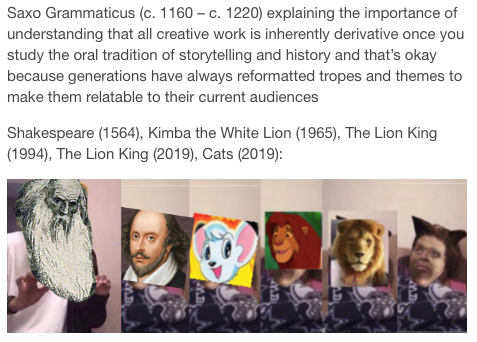 Saxo Grammaticus (c. 1160 – c. 1220) explaining the importance of
understanding that all creative work is inherently derivative once you
study the oral tradition of storytelling and history and that’s okay
because generations have always reformatted tropes and themes to
make them relatable to their current audiences
Shakespeare (1564), Kimba the White Lion (1965), The Lion King
(1994), The Lion King (2019), Cats (2019):